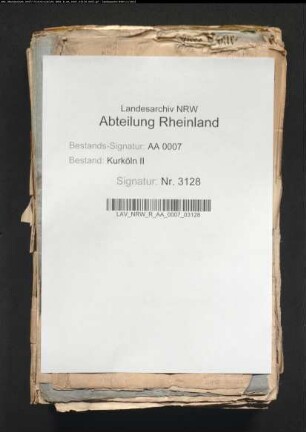 Landesarchiv NRW
Abteilung Rheinland
Bestands-Signatur: AA 0007
Bestand: Kurköln II
Signatur: Nr. 3128
LAV_NRW_R_AA_0007_03128